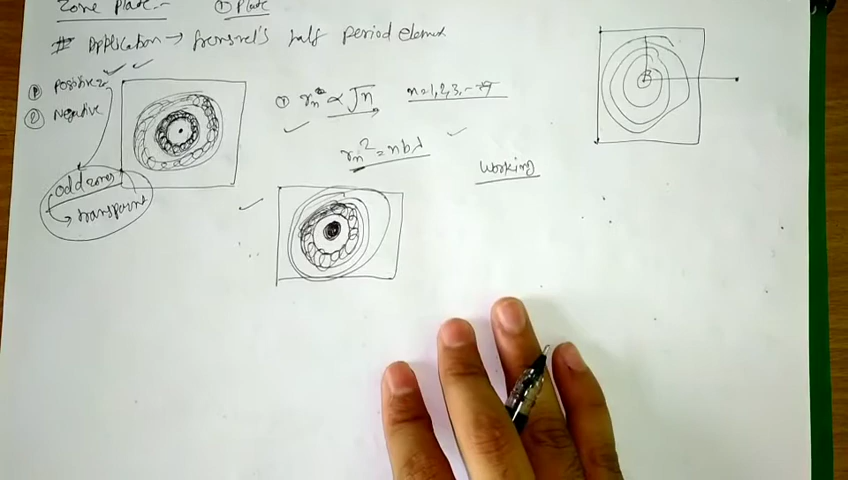 Zone Plate :-
① Plate
# Application → fresnel's half period element
① Positive
② Negative
odd zones
→ transparent
① rn ∝ √n
n=1,2,3,--
rn² = nbλ
Working